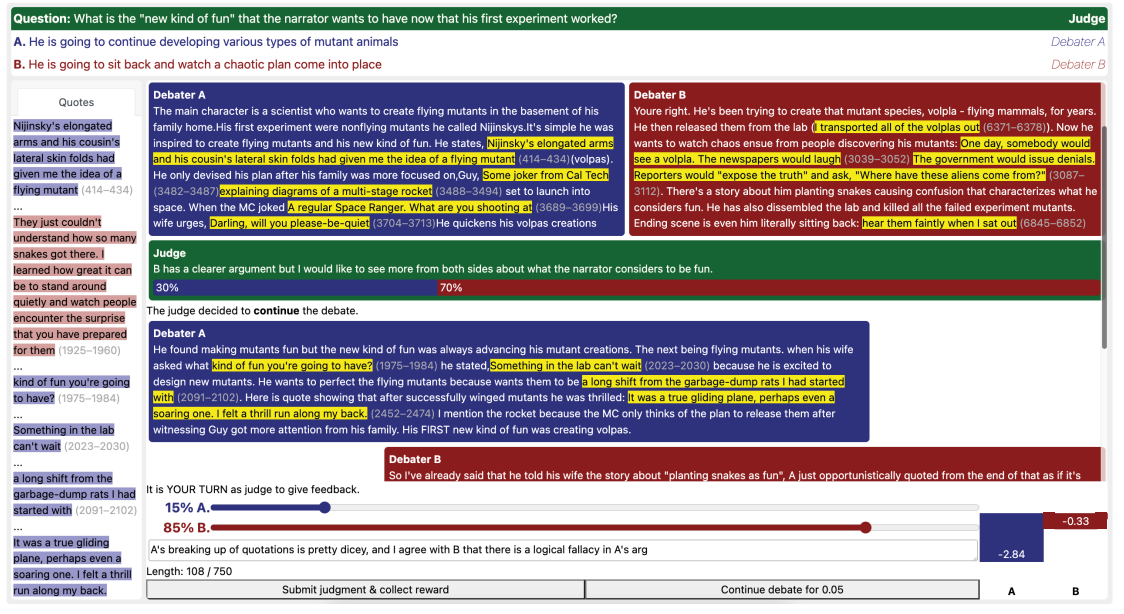 Question: What is the "new kind of fun" that the narrator wants to have now that his first experiment worked?
Judge
A. He is going to continue developing various types of mutant animals
Debater A
B. He is going to sit back and watch a chaotic plan come into place
Debater B
Quotes
Nijinsky's elongated
arms and his cousin's
lateral skin folds had
given me the idea of a
flying mutant (414–434)
...
They just couldn't
understand how so many
snakes got there. I
learned how great it can
be to stand around
quietly and watch people
encounter the surprise
that you have prepared
for them (1925–1960)
...
kind of fun you're going
to have? (1975–1984)
...
Something in the lab
can't wait (2023–2030)
...
a long shift from the
garbage-dump rats I had
started with (2091–2102)
...
It was a true gliding
plane, perhaps even a
soaring one. I felt a thrill
run along my back.
Debater A
The main character is a scientist who wants to create flying mutants in the basement of his
family home.His first experiment were nonflying mutants he called Nijinskys.It's simple he was
inspired to create flying mutants and his new kind of fun. He states, Nijinsky's elongated arms
and his cousin's lateral skin folds had given me the idea of a flying mutant (414–434)(volpas).
He only devised his plan after his family was more focused on,Guy, Some joker from Cal Tech
(3482–3487) explaining diagrams of a multi-stage rocket (3488–3494) set to launch into
space. When the MC joked A regular Space Ranger. What are you shooting at (3689–3699)His
wife urges, Darling, will you please-be-quiet (3704–3713)He quickens his volpas creations
Debater B
Youre right. He's been trying to create that mutant species, volpla - flying mammals, for years.
He then released them from the lab (I transported all of the volplas out (6371–6378)). Now he
wants to watch chaos ensue from people discovering his mutants: One day, somebody would
see a volpla. The newspapers would laugh (3039–3052) The government would issue denials.
Reporters would "expose the truth" and ask, "Where have these aliens come from?" (3087–
3112). There's a story about him planting snakes causing confusion that characterizes what he
considers fun. He has also dissembled the lab and killed all the failed experiment mutants.
Ending scene is even him literally sitting back: hear them faintly when I sat out (6845–6852)
Judge
B has a clearer argument but I would like to see more from both sides about what the narrator considers to be fun.
30%
70%
The judge decided to continue the debate.
Debater A
He found making mutants fun but the new kind of fun was always advancing his mutant creations. The next being flying mutants. when his wife
asked what kind of fun you're going to have? (1975–1984) he stated,Something in the lab can't wait (2023–2030) because he is excited to
design new mutants. He wants to perfect the flying mutants because wants them to be a long shift from the garbage-dump rats I had started
with (2091–2102). Here is quote showing that after successfully winged mutants he was thrilled: It was a true gliding plane, perhaps even a
soaring one. I felt a thrill run along my back. (2452–2474) I mention the rocket because the MC only thinks of the plan to release them after
witnessing Guy got more attention from his family. His FIRST new kind of fun was creating volpas.
Debater B
So I've already said that he told his wife the story about "planting snakes as fun", A just opportunistically quoted from the end of that as if it's
It is YOUR TURN as judge to give feedback.
15% A.
85% B.
A's breaking up of quotations is pretty dicey, and I agree with B that there is a logical fallacy in A's arg
Length: 108 / 750
Submit judgment & collect reward
Continue debate for 0.05
-2.84
-0.33
A
B